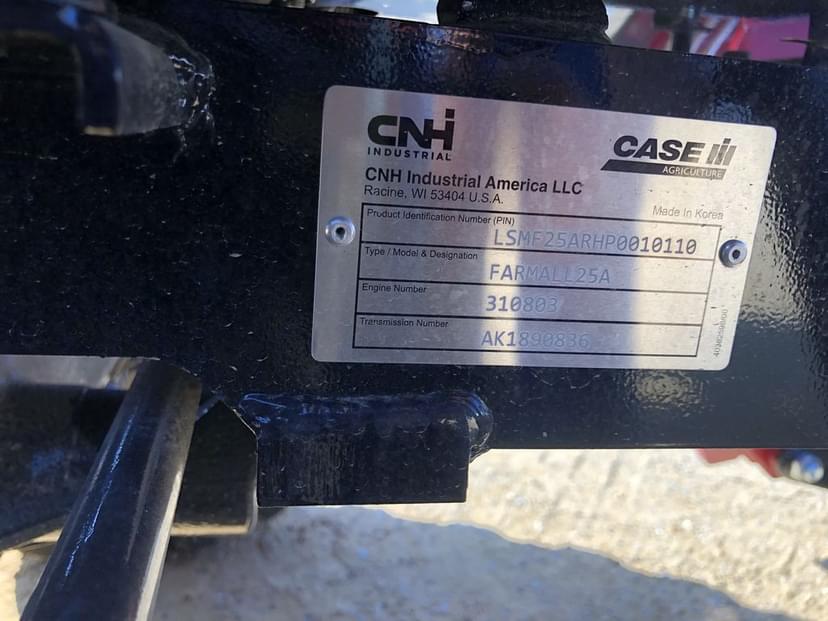 CNH
INDUSTRIAL
CASE IH
AGRICULTURE
CNH Industrial America LLC
Racine, WI 53404 U.S.A.
Made In Korea
Product Identification Number (PIN)
LSMF25ARHP0010110
Type / Model & Designation
FARMALL25A
Engine Number
310803
Transmission Number
AK1890836